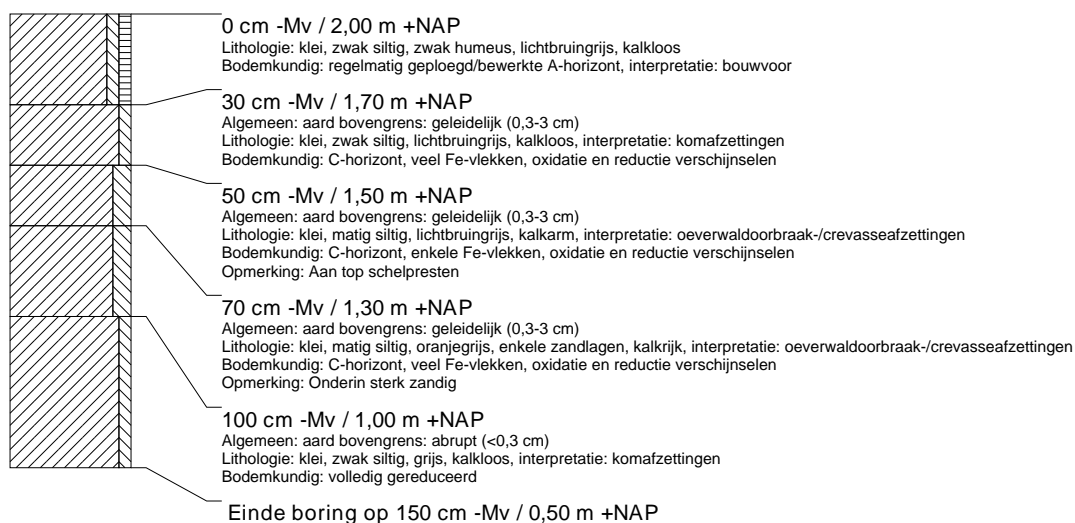 0 cm -Mv / 2,00 m +NAP
Lithologie: klei, zwak siltig, zwak humeus, lichtbruingrijs, kalkloos
Bodemkundig: regelmatig geploegd/bewerkte A-horizont, interpretatie: bouwvoor
30 cm -Mv / 1,70 m +NAP
Algemeen: aard bovengrens: geleidelijk (0,3-3 cm)
Lithologie: klei, zwak siltig, lichtbruingrijs, kalkloos, interpretatie: komafzettingen
Bodemkundig: C-horizont, veel Fe-vlekken, oxidatie en reductie verschijnselen
50 cm -Mv / 1,50 m +NAP
Algemeen: aard bovengrens: geleidelijk (0,3-3 cm)
Lithologie: klei, matig siltig, lichtbruingrijs, kalkarm, interpretatie: oeverwaldoorbraak-/crevasseafzettingen
Bodemkundig: C-horizont, enkele Fe-vlekken, oxidatie en reductie verschijnselen
Opmerking: Aan top schelpresten
70 cm -Mv / 1,30 m +NAP
Algemeen: aard bovengrens: geleidelijk (0,3-3 cm)
Lithologie: klei, matig siltig, oranjegrijs, enkele zandlagen, kalkrijk, interpretatie: oeverwaldoorbraak-/crevasseafzettingen
Bodemkundig: C-horizont, veel Fe-vlekken, oxidatie en reductie verschijnselen
Opmerking: Onderin sterk zandig
100 cm -Mv / 1,00 m +NAP
Algemeen: aard bovengrens: abrupt (<0,3 cm)
Lithologie: klei, zwak siltig, grijs, kalkloos, interpretatie: komafzettingen
Bodemkundig: volledig gereduceerd
Einde boring op 150 cm -Mv / 0,50 m +NAP